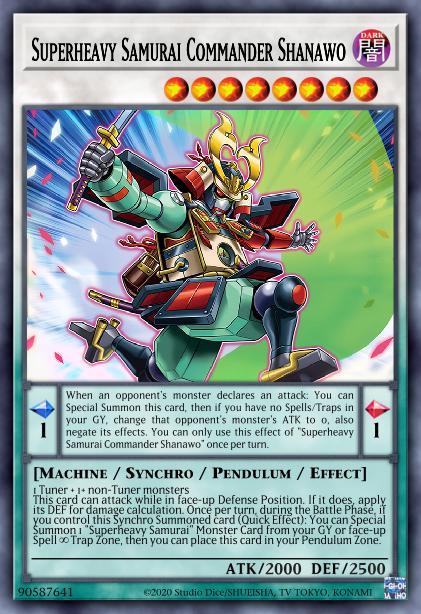 Superheavy Samurai Commander Shanawo
DARK
闇
When an opponent's monster declares an attack: You can
Special Summon this card, then if you have no Spells/Traps in
your GY, change that opponent's monster's ATK to 0, also
negate its effects. You can only use this effect of "Superheavy
Samurai Commander Shanawo" once per turn.
1
1
[Machine / Synchro / Pendulum / Effect]
1 Tuner + 1+ non-Tuner monsters
This card can attack while in face-up Defense Position. If it does, apply
its DEF for damage calculation. Once per turn, during the Battle Phase, if
you control this Synchro Summoned card (Quick Effect): You can Special
Summon 1 "Superheavy Samurai" Monster Card from your GY or face-up
Spell ∞ Trap Zone, then you can place this card in your Pendulum Zone.
ATK/2000 DEF/2500
90587641
©2020 Studio Dice/SHUEISHA, TV TOKYO, KONAMI